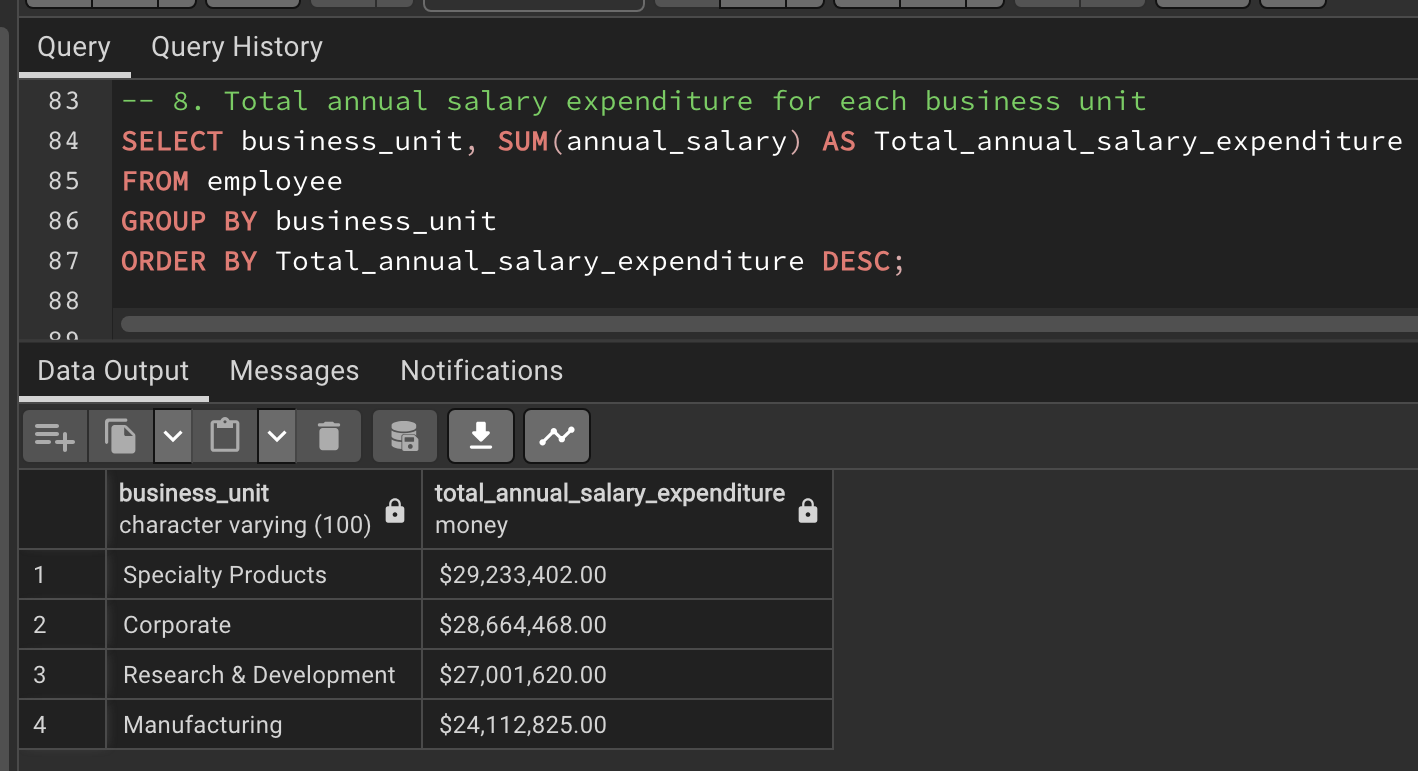 Query Query History
83 -- 8. Total annual salary expenditure for each business unit
84 SELECT business_unit, SUM(annual_salary) AS Total_annual_salary_expenditure
85 FROM employee
86 GROUP BY business_unit
87 ORDER BY Total_annual_salary_expenditure DESC;
88
89
Data Output Messages Notifications
business_unit total_annual_salary_expenditure
character varying (100) money
1 Specialty Products $29,233,402.00
2 Corporate $28,664,468.00
3 Research & Development $27,001,620.00
4 Manufacturing $24,112,825.00